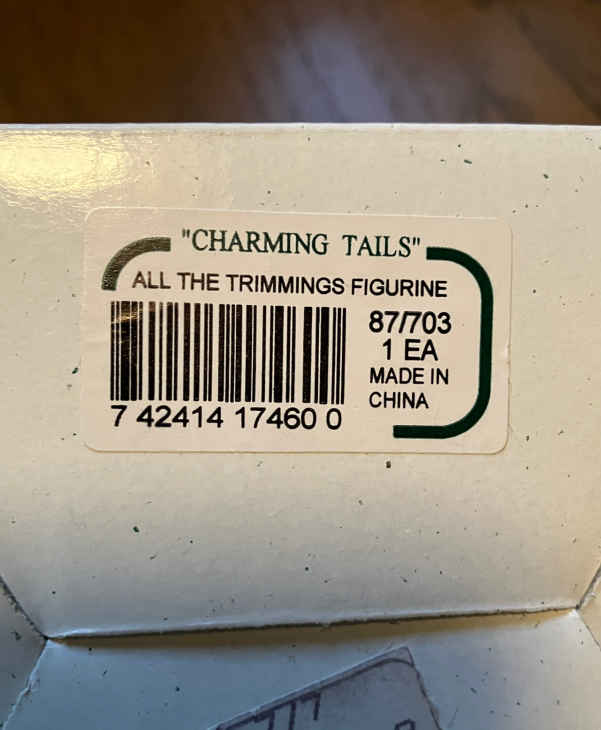 "CHARMING TAILS"
ALL THE TRIMMINGS FIGURINE
87/703
1 EA
MADE IN
CHINA
7 42414 17460 0